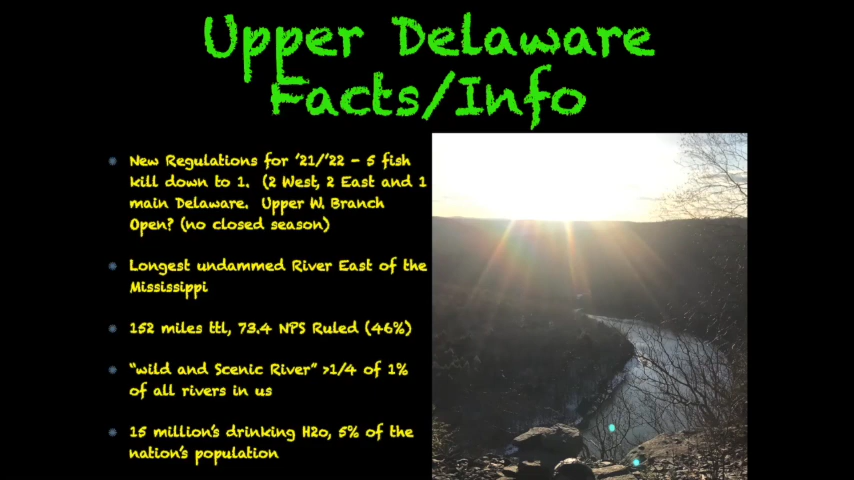 Upper Delaware
Facts/Info
New Regulations for '21/'22 - 5 fish
kill down to 1. (2 West, 2 East and 1
main Delaware. Upper W. Branch
Open? (no closed season)
Longest undammed River East of the
Mississippi
152 miles ttl, 73.4 NPS Ruled (46%)
"wild and Scenic River" >1/4 of 1%
of all rivers in us
15 million's drinking H2o, 5% of the
nation's population